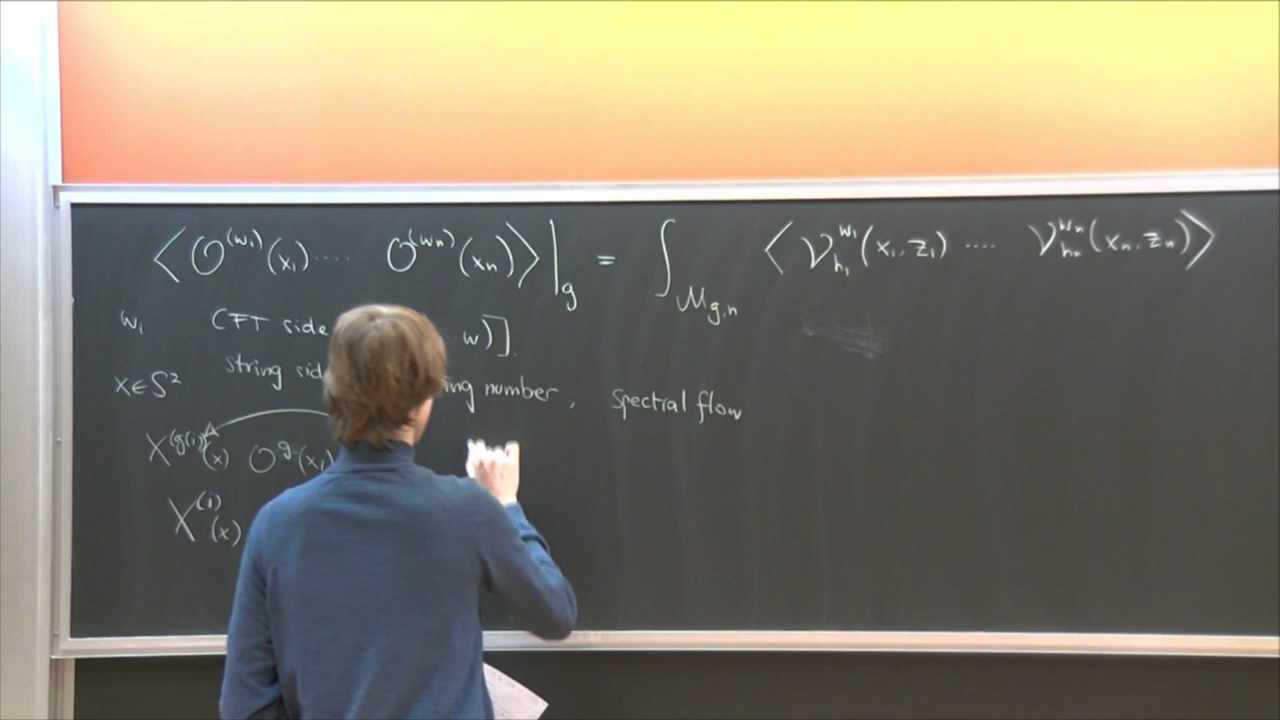 ⟨O^(w₁)(x₁).... O^(wₙ)(xₙ)⟩|_g = ∫_{M_{g,n}} ⟨V^{w₁}_{h₁}(x₁,z₁) .... V^{wₙ}_{hₙ}(xₙ,zₙ)⟩
w₁ CFT side w)].
string number, Spectral flow
x∈S²
X^(g(i))(x) O^g(x₁)
X^(i)(x)